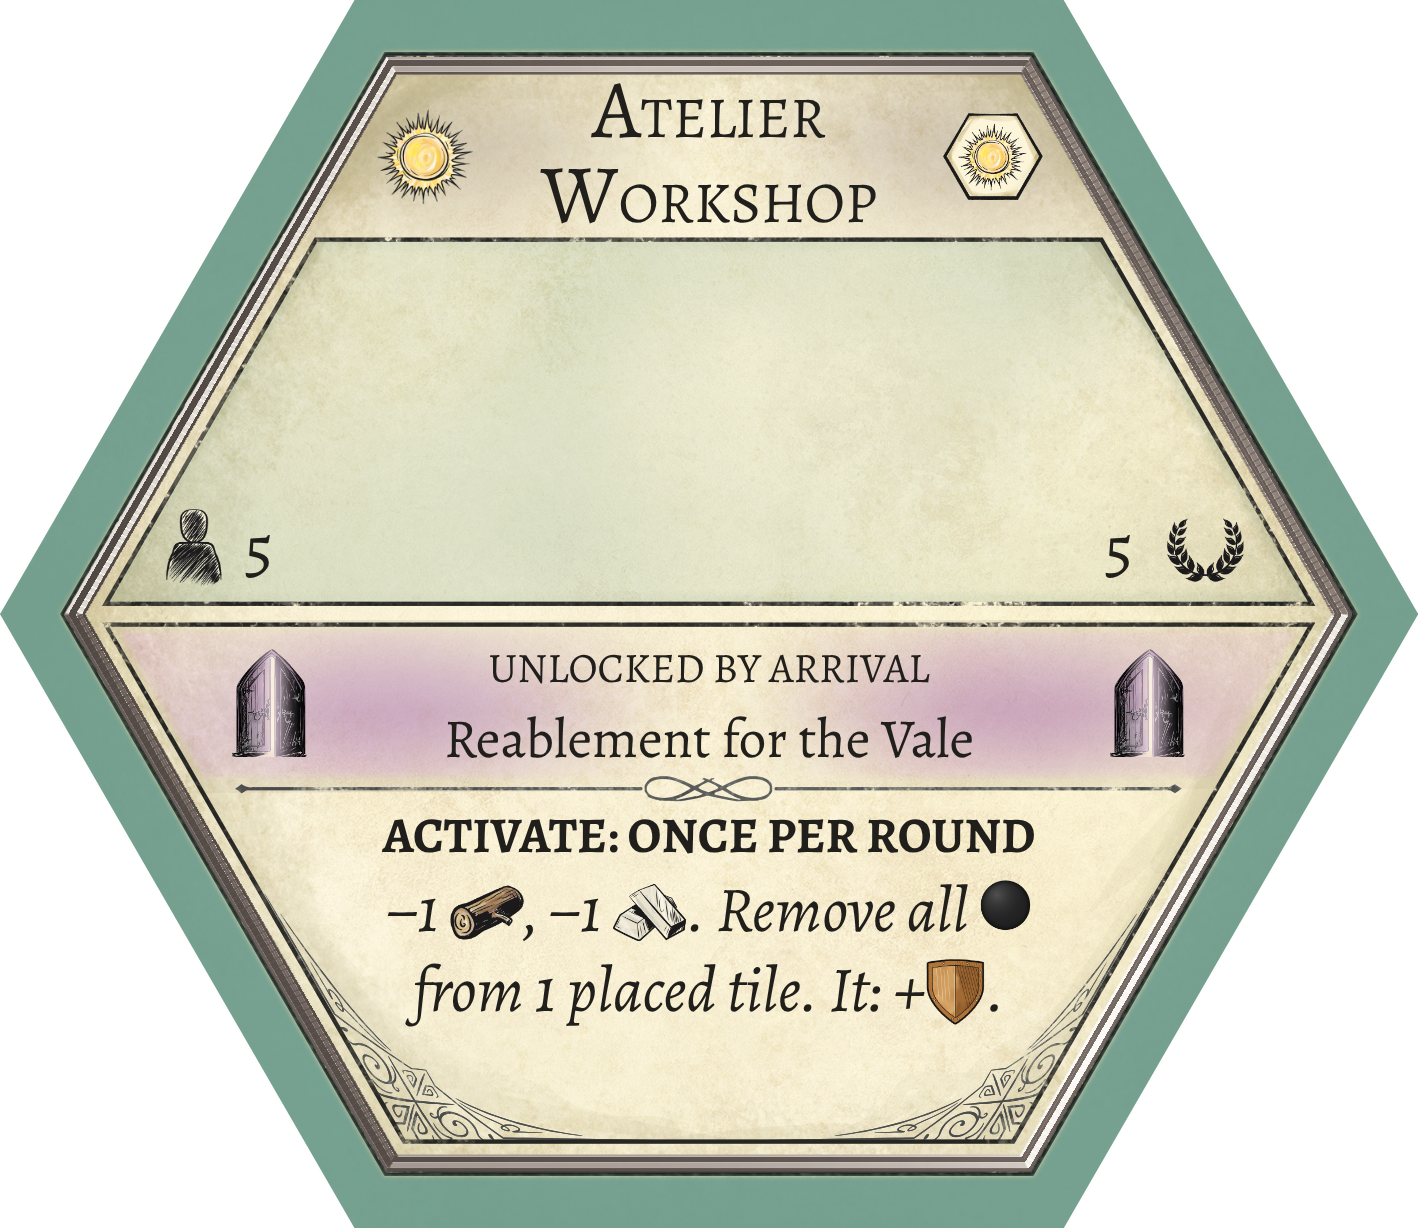 ATELIER
WORKSHOP
5
5
UNLOCKED BY ARRIVAL
Reablement for the Vale
ACTIVATE: ONCE PER ROUND
–1 , –1 . Remove all
from 1 placed tile. It: + .